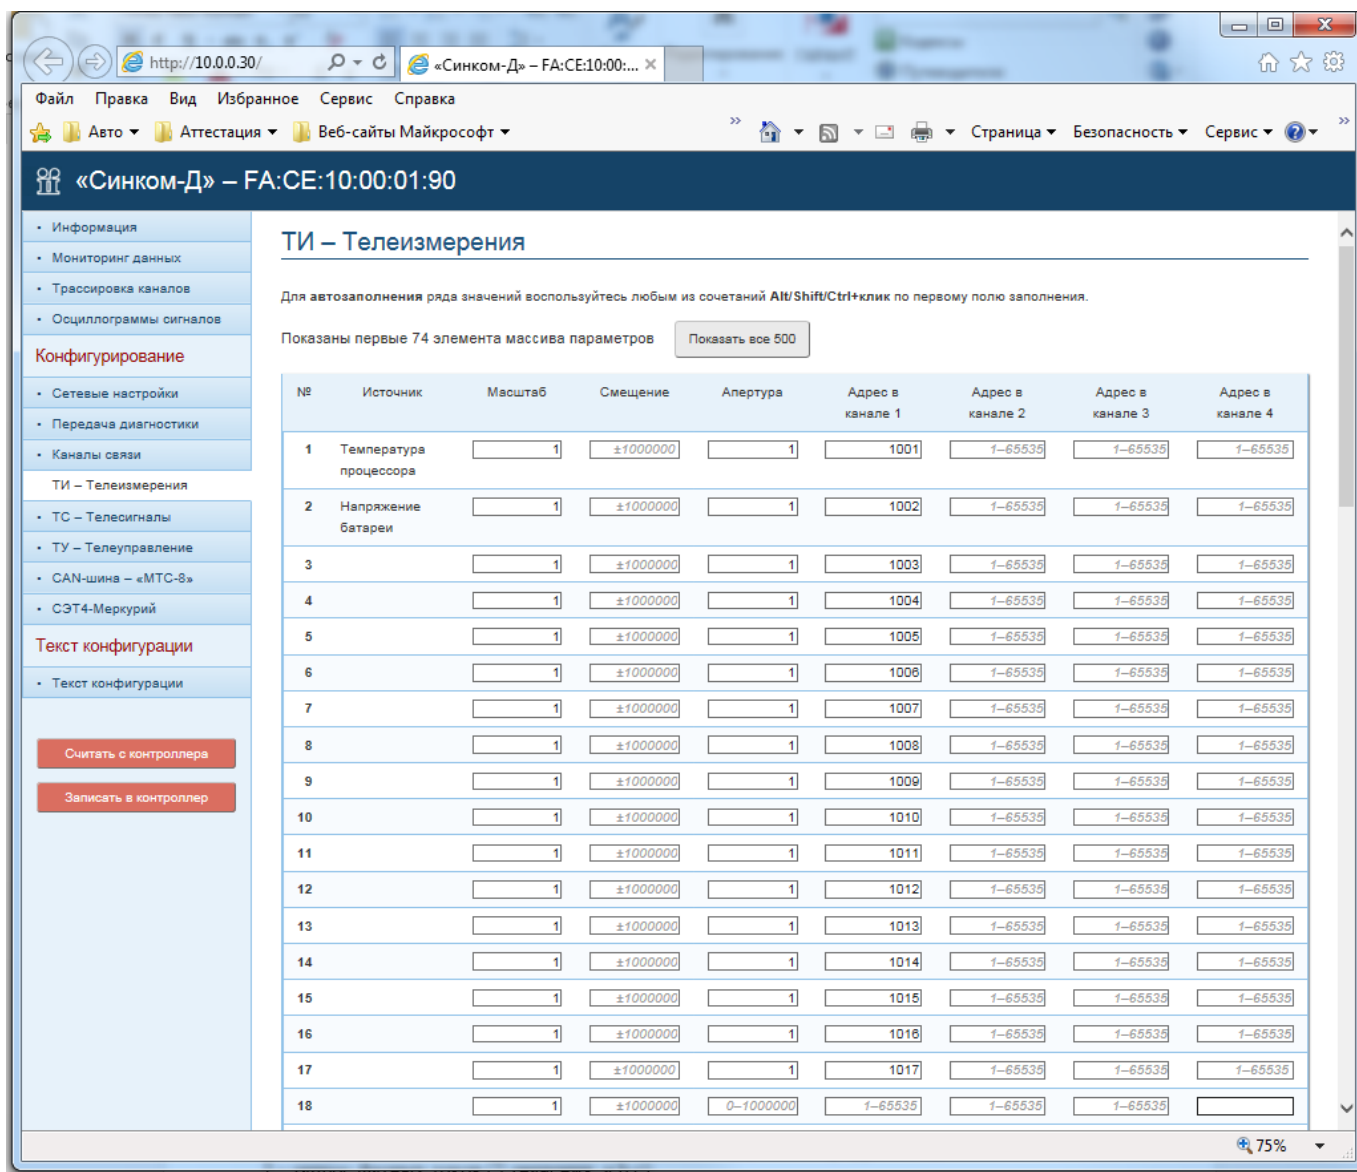 http://10.0.0.30/
«Синком-Д» – FA:CE:10:00:...
Файл Правка Вид Избранное Сервис Справка
Авто Аттестация Веб-сайты Майкрософт
Страница Безопасность Сервис
«Синком-Д» – FA:CE:10:00:01:90
Информация
Мониторинг данных
Трассировка каналов
Осциллограммы сигналов
Конфигурирование
Сетевые настройки
Передача диагностики
Каналы связи
ТИ – Телеизмерения
ТС – Телесигналы
ТУ – Телеуправление
CAN-шина – «МТС-8»
СЭТ4-Меркурий
Текст конфигурации
Текст конфигурации
Считать с контроллера
Записать в контроллер
ТИ – Телеизмерения
Для автозаполнения ряда значений воспользуйтесь любым из сочетаний Alt/Shift/Ctrl+клик по первому полю заполнения.
Показаны первые 74 элемента массива параметров Показать все 500
№ Источник Масштаб Смещение Апертура Адрес в канале 1 Адрес в канале 2 Адрес в канале 3 Адрес в канале 4
1 Температура процессора 1 ±1000000 1 1001 1–65535 1–65535 1–65535
2 Напряжение батареи 1 ±1000000 1 1002 1–65535 1–65535 1–65535
3 1 ±1000000 1 1003 1–65535 1–65535 1–65535
4 1 ±1000000 1 1004 1–65535 1–65535 1–65535
5 1 ±1000000 1 1005 1–65535 1–65535 1–65535
6 1 ±1000000 1 1006 1–65535 1–65535 1–65535
7 1 ±1000000 1 1007 1–65535 1–65535 1–65535
8 1 ±1000000 1 1008 1–65535 1–65535 1–65535
9 1 ±1000000 1 1009 1–65535 1–65535 1–65535
10 1 ±1000000 1 1010 1–65535 1–65535 1–65535
11 1 ±1000000 1 1011 1–65535 1–65535 1–65535
12 1 ±1000000 1 1012 1–65535 1–65535 1–65535
13 1 ±1000000 1 1013 1–65535 1–65535 1–65535
14 1 ±1000000 1 1014 1–65535 1–65535 1–65535
15 1 ±1000000 1 1015 1–65535 1–65535 1–65535
16 1 ±1000000 1 1016 1–65535 1–65535 1–65535
17 1 ±1000000 1 1017 1–65535 1–65535 1–65535
18 1 ±1000000 0–1000000 1–65535 1–65535 1–65535
75%